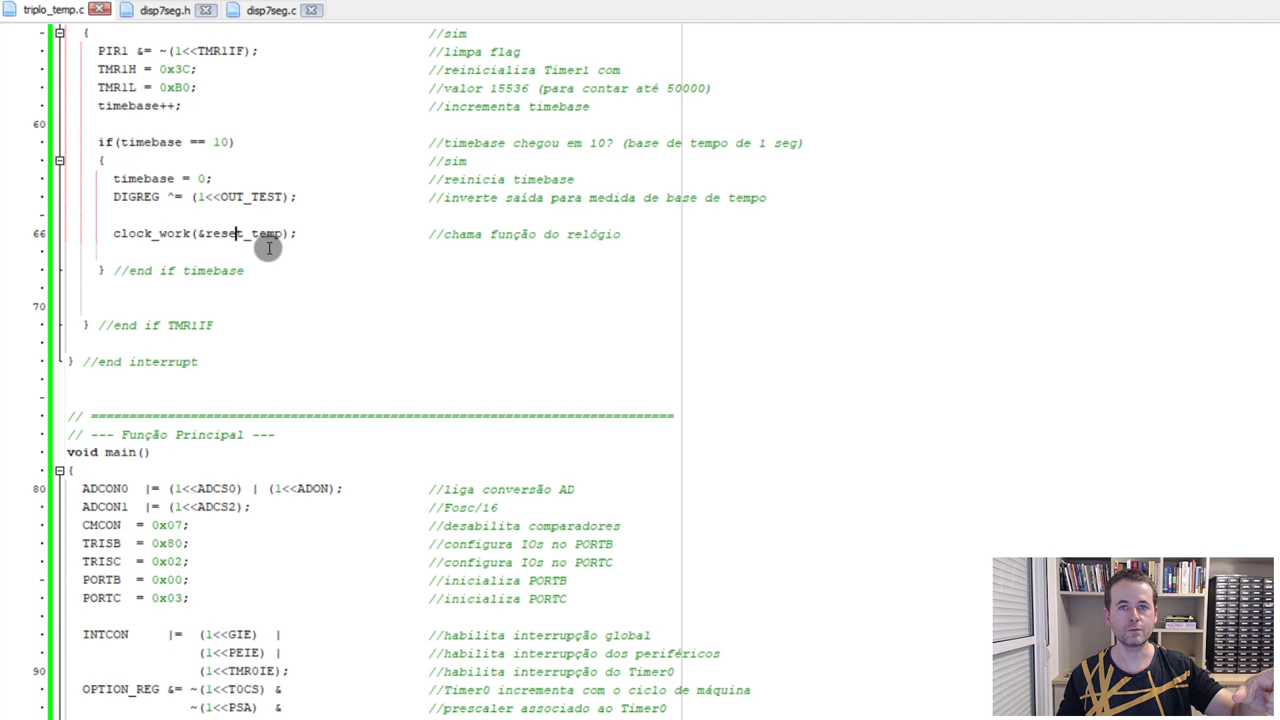 triplo_temp.c disp7seg.h disp7seg.c
{ //sim
PIR1 &= ~(1<<TMR1IF); //limpa flag
TMR1H = 0x3C; //reinicializa Timer1 com
TMR1L = 0xB0; //valor 15536 (para contar até 50000)
timebase++; //incrementa timebase
60
if(timebase == 10) //timebase chegou em 10? (base de tempo de 1 seg)
{ //sim
timebase = 0; //reinicia timebase
DIGREG ^= (1<<OUT_TEST); //inverte saída para medida de base de tempo
66 clock_work(&reset_temp); //chama função do relógio
} //end if timebase
70
} //end if TMR1IF
} //end interrupt
// ============================================================================
// --- Função Principal ---
void main()
{
80 ADCON0 |= (1<<ADCS0) | (1<<ADON); //liga conversão AD
ADCON1 |= (1<<ADCS2); //Fosc/16
CMCON = 0x07; //desabilita comparadores
TRISB = 0x80; //configura IOs no PORTB
TRISC = 0x02; //configura IOs no PORTC
PORTB = 0x00; //inicializa PORTB
PORTC = 0x03; //inicializa PORTC
INTCON |= (1<<GIE) | //habilita interrupção global
(1<<PEIE) | //habilita interrupção dos periféricos
90 (1<<TMR0IE); //habilita interrupção do Timer0
OPTION_REG &= ~(1<<T0CS) & //Timer0 incrementa com o ciclo de máquina
~(1<<PSA) & //prescaler associado ao Timer0